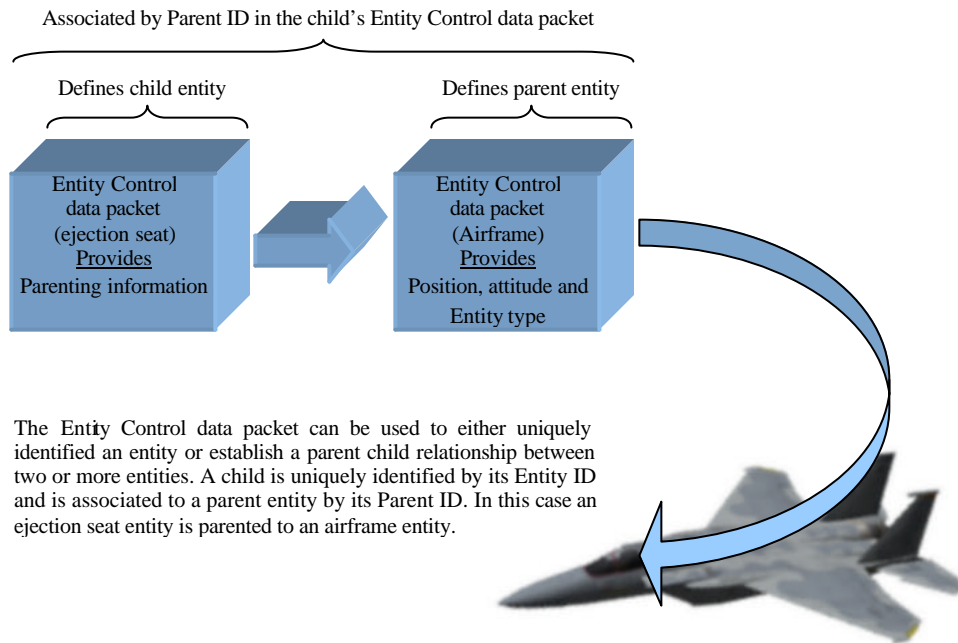 Associated by Parent ID in the child's Entity Control data packet
Defines child entity
Defines parent entity
Entity Control
data packet
(ejection seat)
Provides
Parenting information
Entity Control
data packet
(Airframe)
Provides
Position, attitude and
Entity type
The Entity Control data packet can be used to either uniquely
identified an entity or establish a parent child relationship between
two or more entities. A child is uniquely identified by its Entity ID
and is associated to a parent entity by its Parent ID. In this case an
ejection seat entity is parented to an airframe entity.